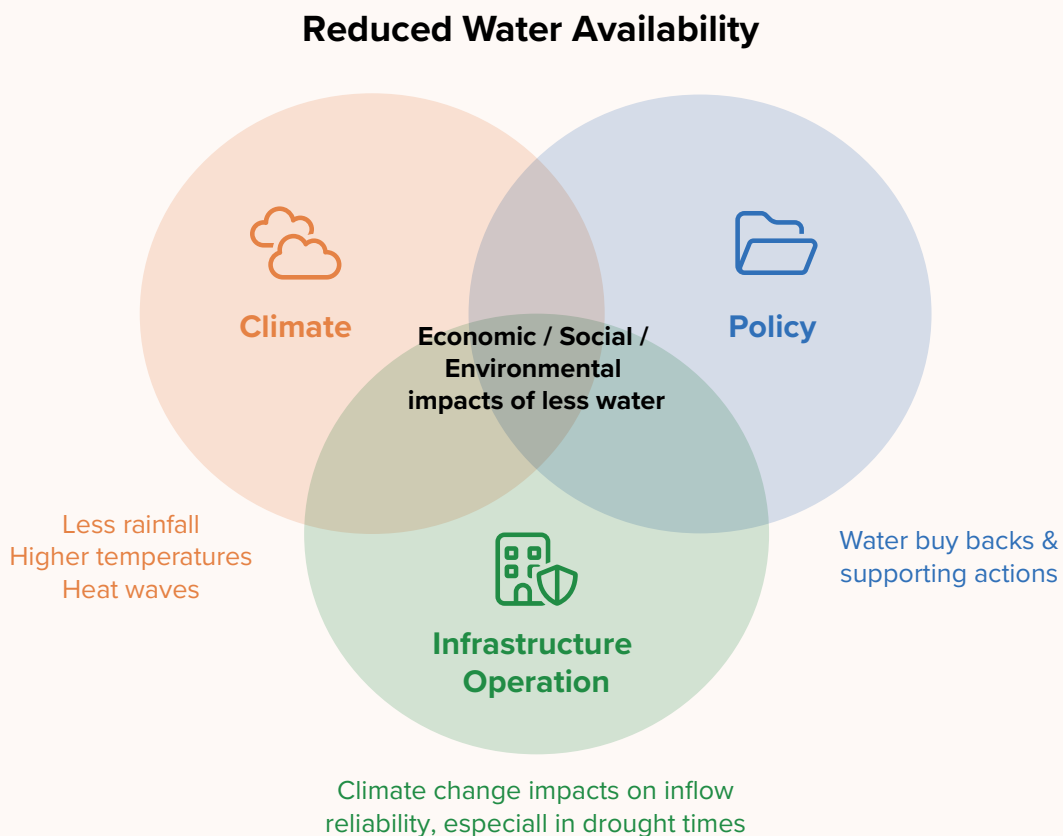 Reduced Water Availability
Climate
Policy
Economic / Social /
Environmental
impacts of less water
Less rainfall
Higher temperatures
Heat waves
Water buy backs &
supporting actions
Infrastructure
Operation
Climate change impacts on inflow
reliability, especiall in drought times